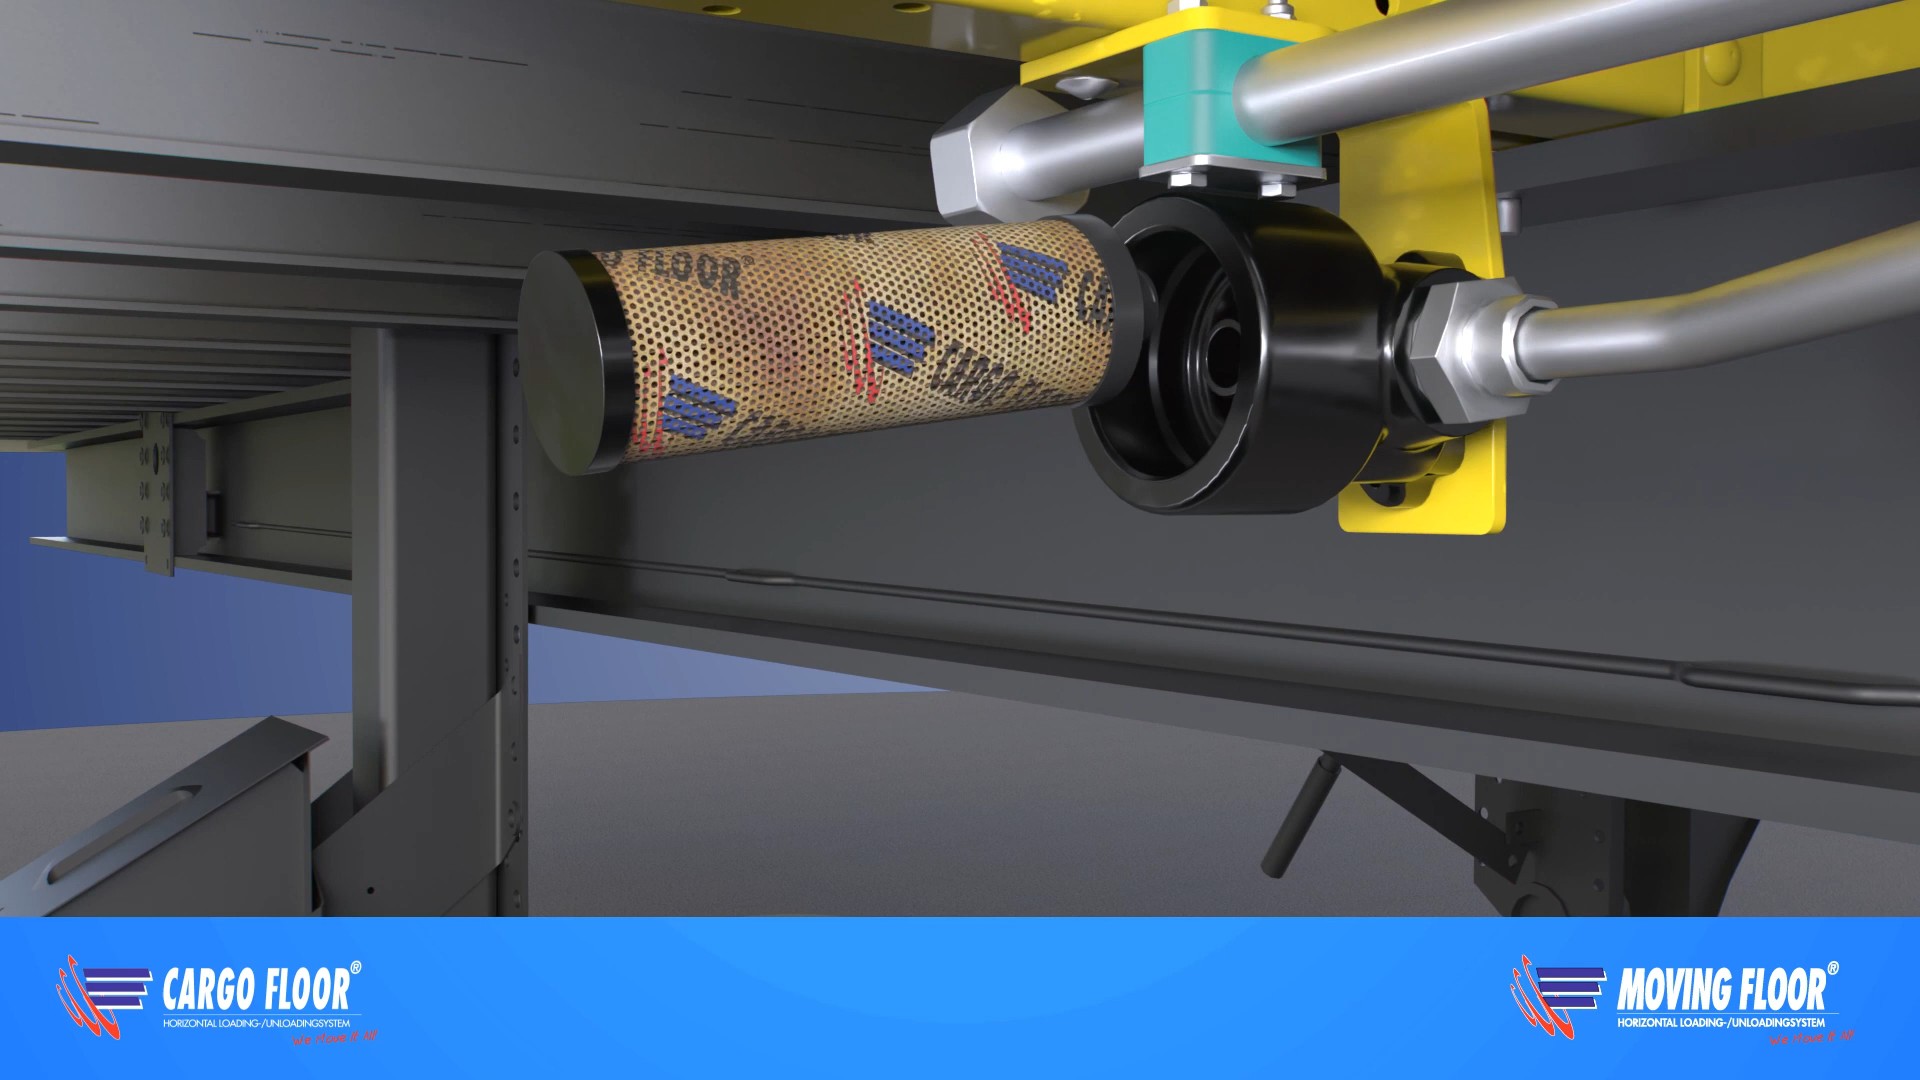 FLOOR®
CARGO
CARGO FLOOR®
HORIZONTAL LOADING-/UNLOADINGSYSTEM
We Move It All
MOVING FLOOR®
HORIZONTAL LOADING-/UNLOADINGSYSTEM
We Move It All